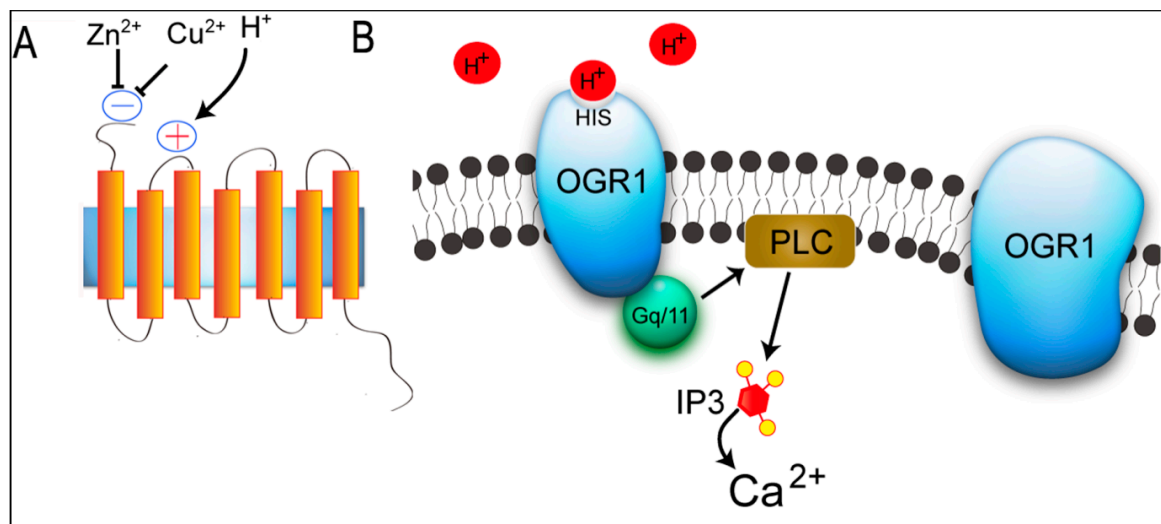 A
Zn²⁺ Cu²⁺ H⁺
−
+
B
H⁺
H⁺
H⁺
HIS
OGR1
PLC
OGR1
Gq/11
IP3
Ca²⁺